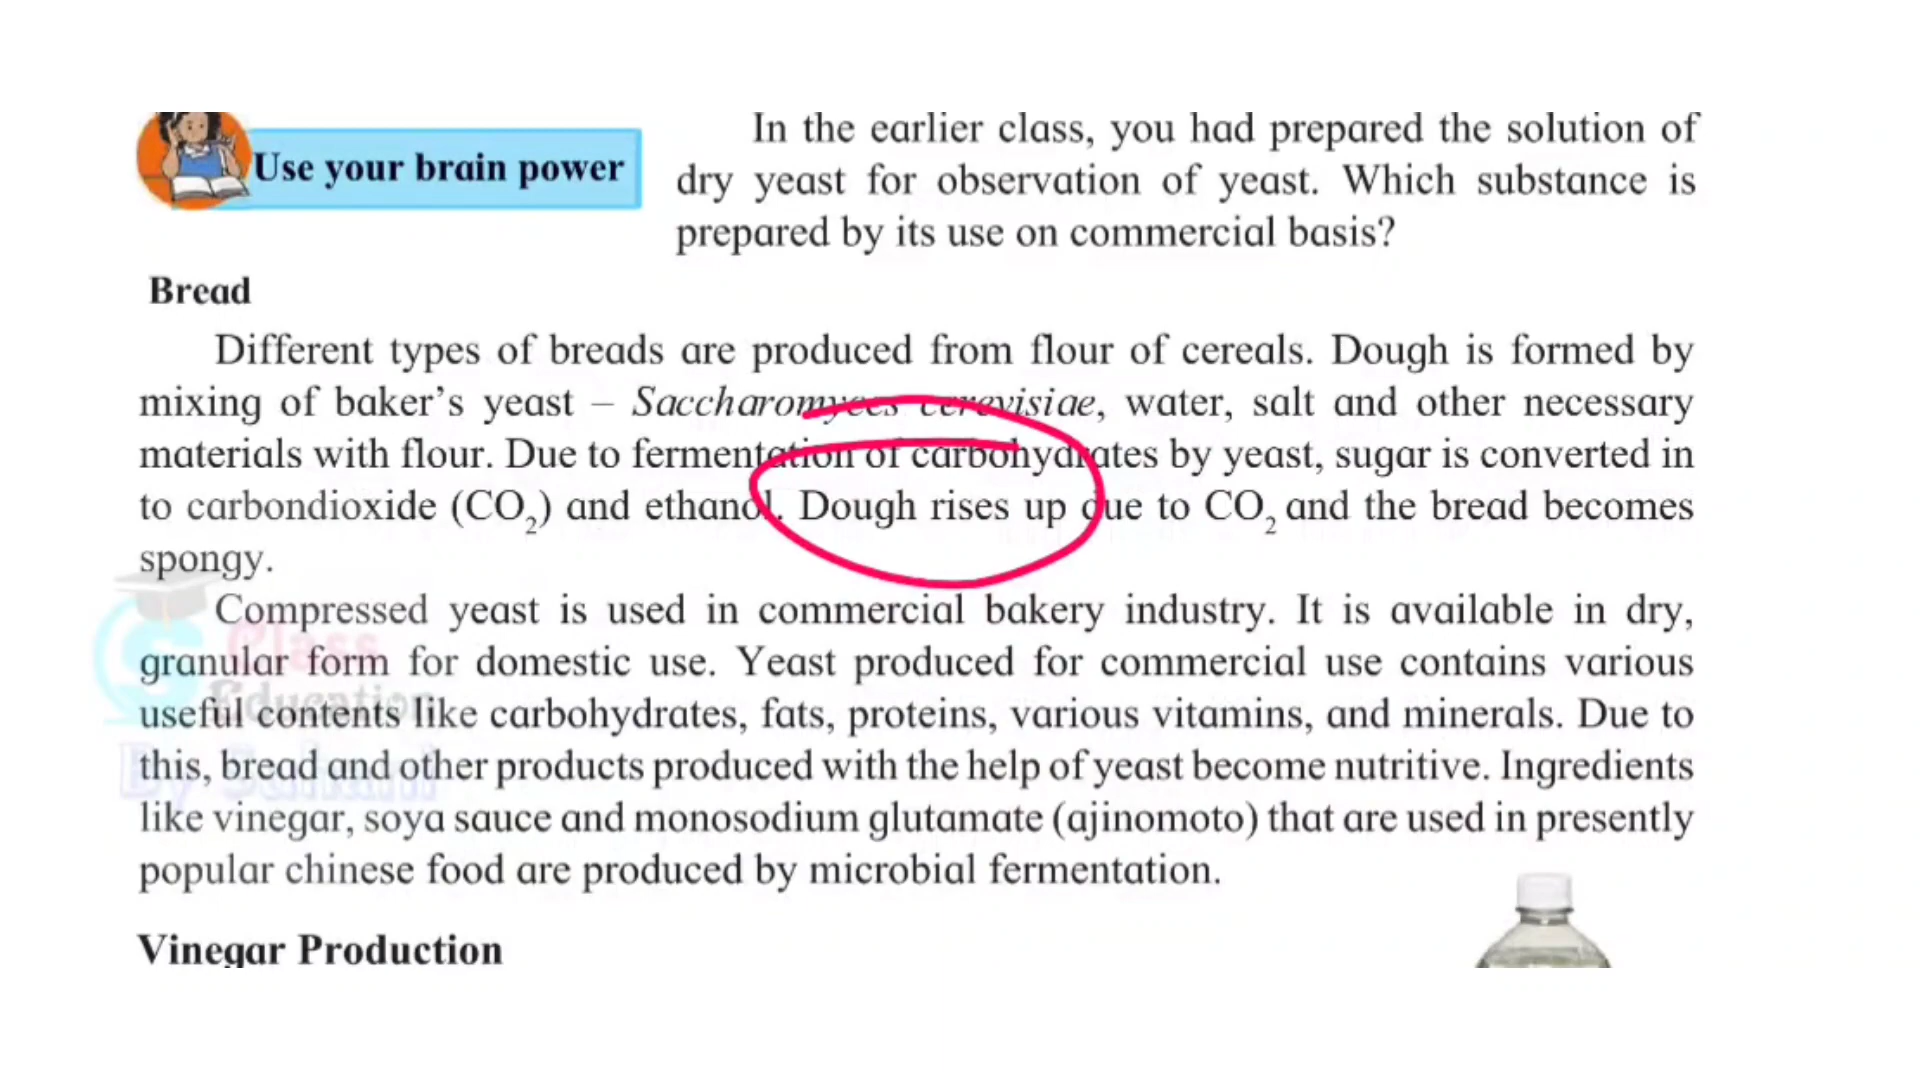 In the earlier class, you had prepared the solution of
Use your brain power
dry yeast for observation of yeast. Which substance is
prepared by its use on commercial basis?
Bread
Different types of breads are produced from flour of cereals. Dough is formed by
mixing of baker's yeast – Saccharomyces cerevisiae, water, salt and other necessary
materials with flour. Due to fermentation of carbohydrates by yeast, sugar is converted in
to carbondioxide (CO₂) and ethanol. Dough rises up due to CO₂ and the bread becomes
spongy.
Compressed yeast is used in commercial bakery industry. It is available in dry,
granular form for domestic use. Yeast produced for commercial use contains various
useful contents like carbohydrates, fats, proteins, various vitamins, and minerals. Due to
this, bread and other products produced with the help of yeast become nutritive. Ingredients
like vinegar, soya sauce and monosodium glutamate (ajinomoto) that are used in presently
popular chinese food are produced by microbial fermentation.
Vinegar Production
Class
Education